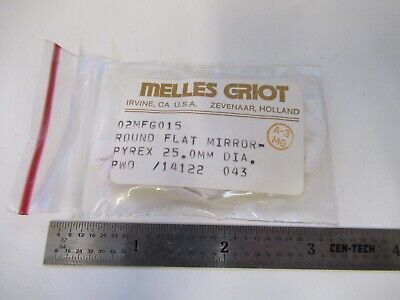 MELLES GRIOT
IRVINE, CA U.S.A. ZEVENAAR, HOLLAND
02MFG015
ROUND FLAT MIRROR-
PYREX 25.0MM DIA.
PWO /14122 043
A-3
MG
1 2 3 4
CEN-TECH